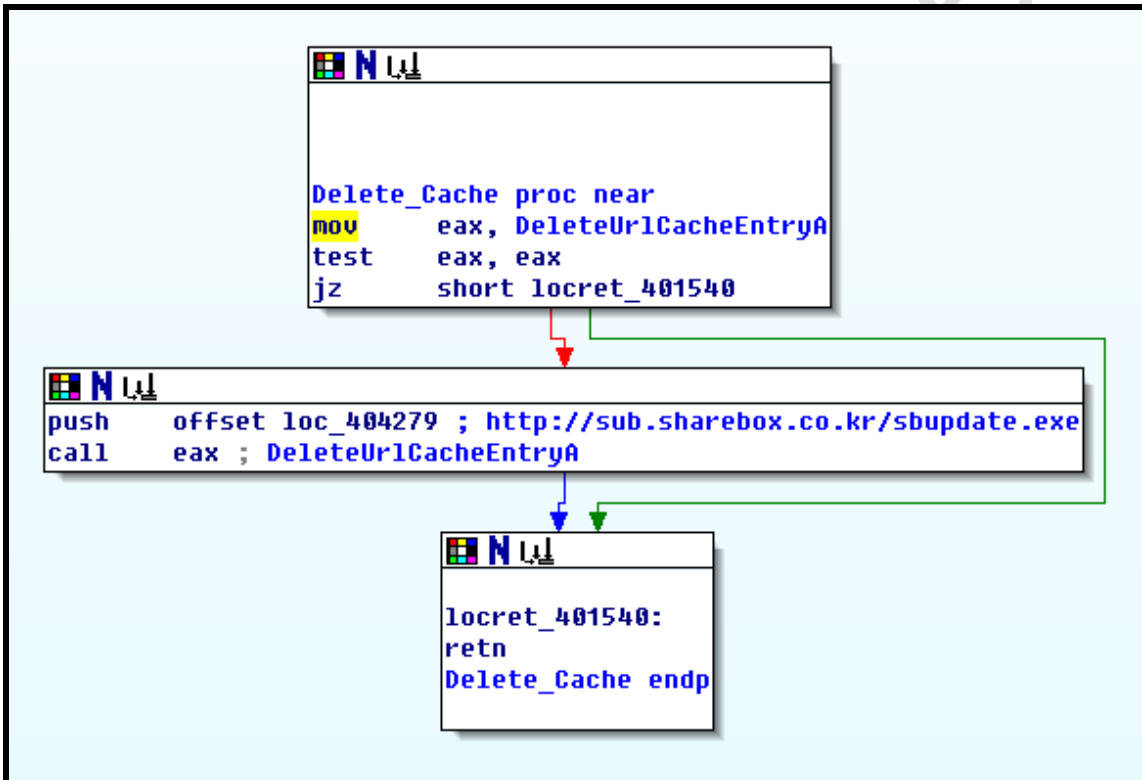 N
Delete_Cache proc near
mov eax, DeleteUrlCacheEntryA
test eax, eax
jz short locret_401540
N
push offset loc_404279 ; http://sub.sharebox.co.kr/sbupdate.exe
call eax ; DeleteUrlCacheEntryA
N
locret_401540:
retn
Delete_Cache endp